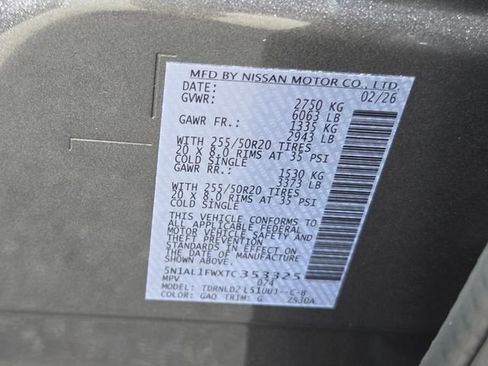 MFD BY NISSAN MOTOR CO., LTD.
DATE: 02/26
GVWR: 2750 KG
6063 LB
GAWR FR.: 1335 KG
2943 LB
WITH 255/50R20 TIRES
20 X 8.0 RIMS AT 35 PSI
COLD SINGLE
GAWR RR.: 1530 KG
3373 LB
WITH 255/50R20 TIRES
20 X 8.0 RIMS AT 35 PSI
COLD SINGLE
THIS VEHICLE CONFORMS TO
ALL APPLICABLE FEDERAL
MOTOR VEHICLE SAFETY AND
THEFT PREVENTION
STANDARDS IN EFFECT ON
THE DATE OF MANUFACTURE
SHOWN ABOVE.
5N1AL1FWXTC353325
MPV 074
MODEL:
COLOR: GAQ TRIM: G